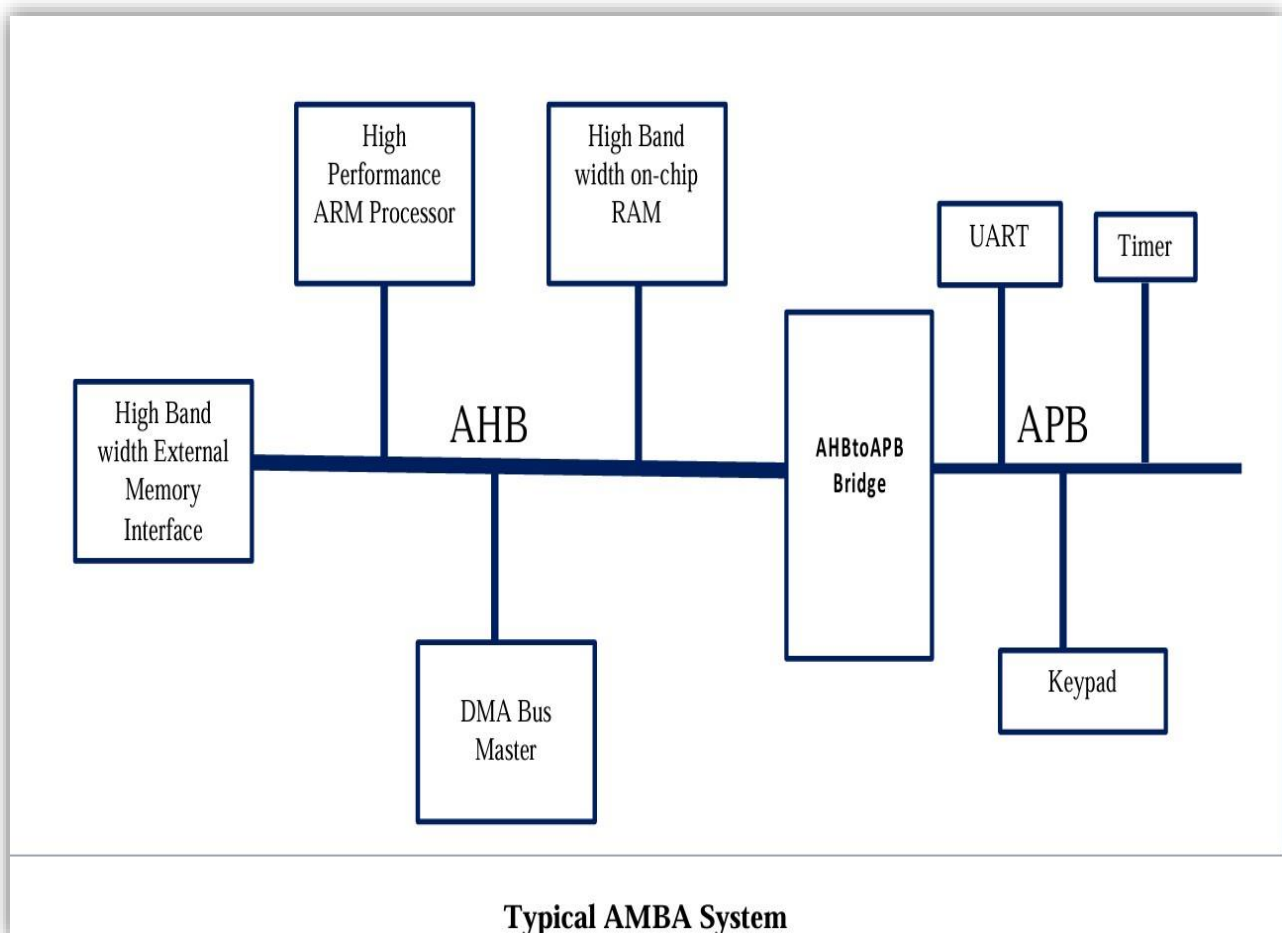 High
Performance
ARM Processor
High Band
width on-chip
RAM
UART
Timer
High Band
width External
Memory
Interface
AHB
AHBtoAPB
Bridge
APB
DMA Bus
Master
Keypad
Typical AMBA System